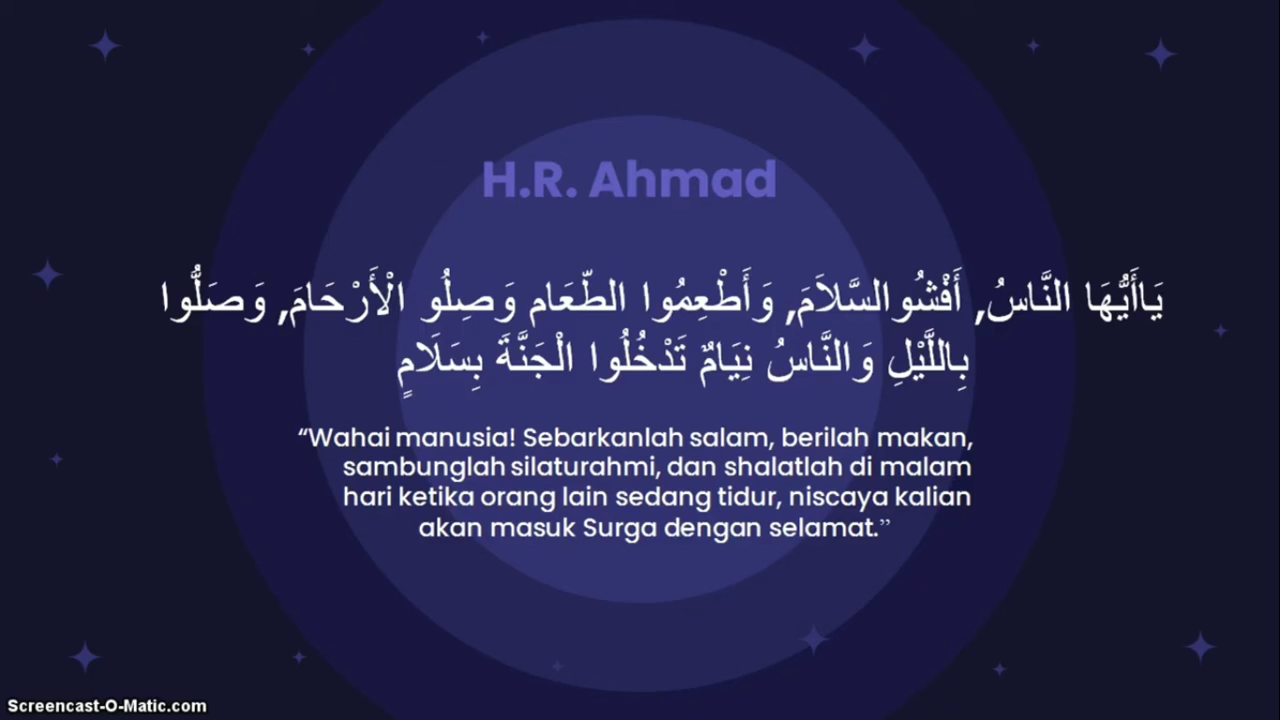 H.R. Ahmad
يَاأَيُّهَا النَّاسُ, أَفْشُوالسَّلاَمَ, وَأَطْعِمُوا الطَّعَام وَصِلُو الْأَرْحَامَ, وَصَلُّوا
بِاللَّيْلِ وَالنَّاسُ نِيَامٌ تَدْخُلُوا الْجَنَّةَ بِسَلَامٍ
“Wahai manusia! Sebarkanlah salam, berilah makan,
sambunglah silaturahmi, dan shalatlah di malam
hari ketika orang lain sedang tidur, niscaya kalian
akan masuk Surga dengan selamat.”
Screencast-O-Matic.com